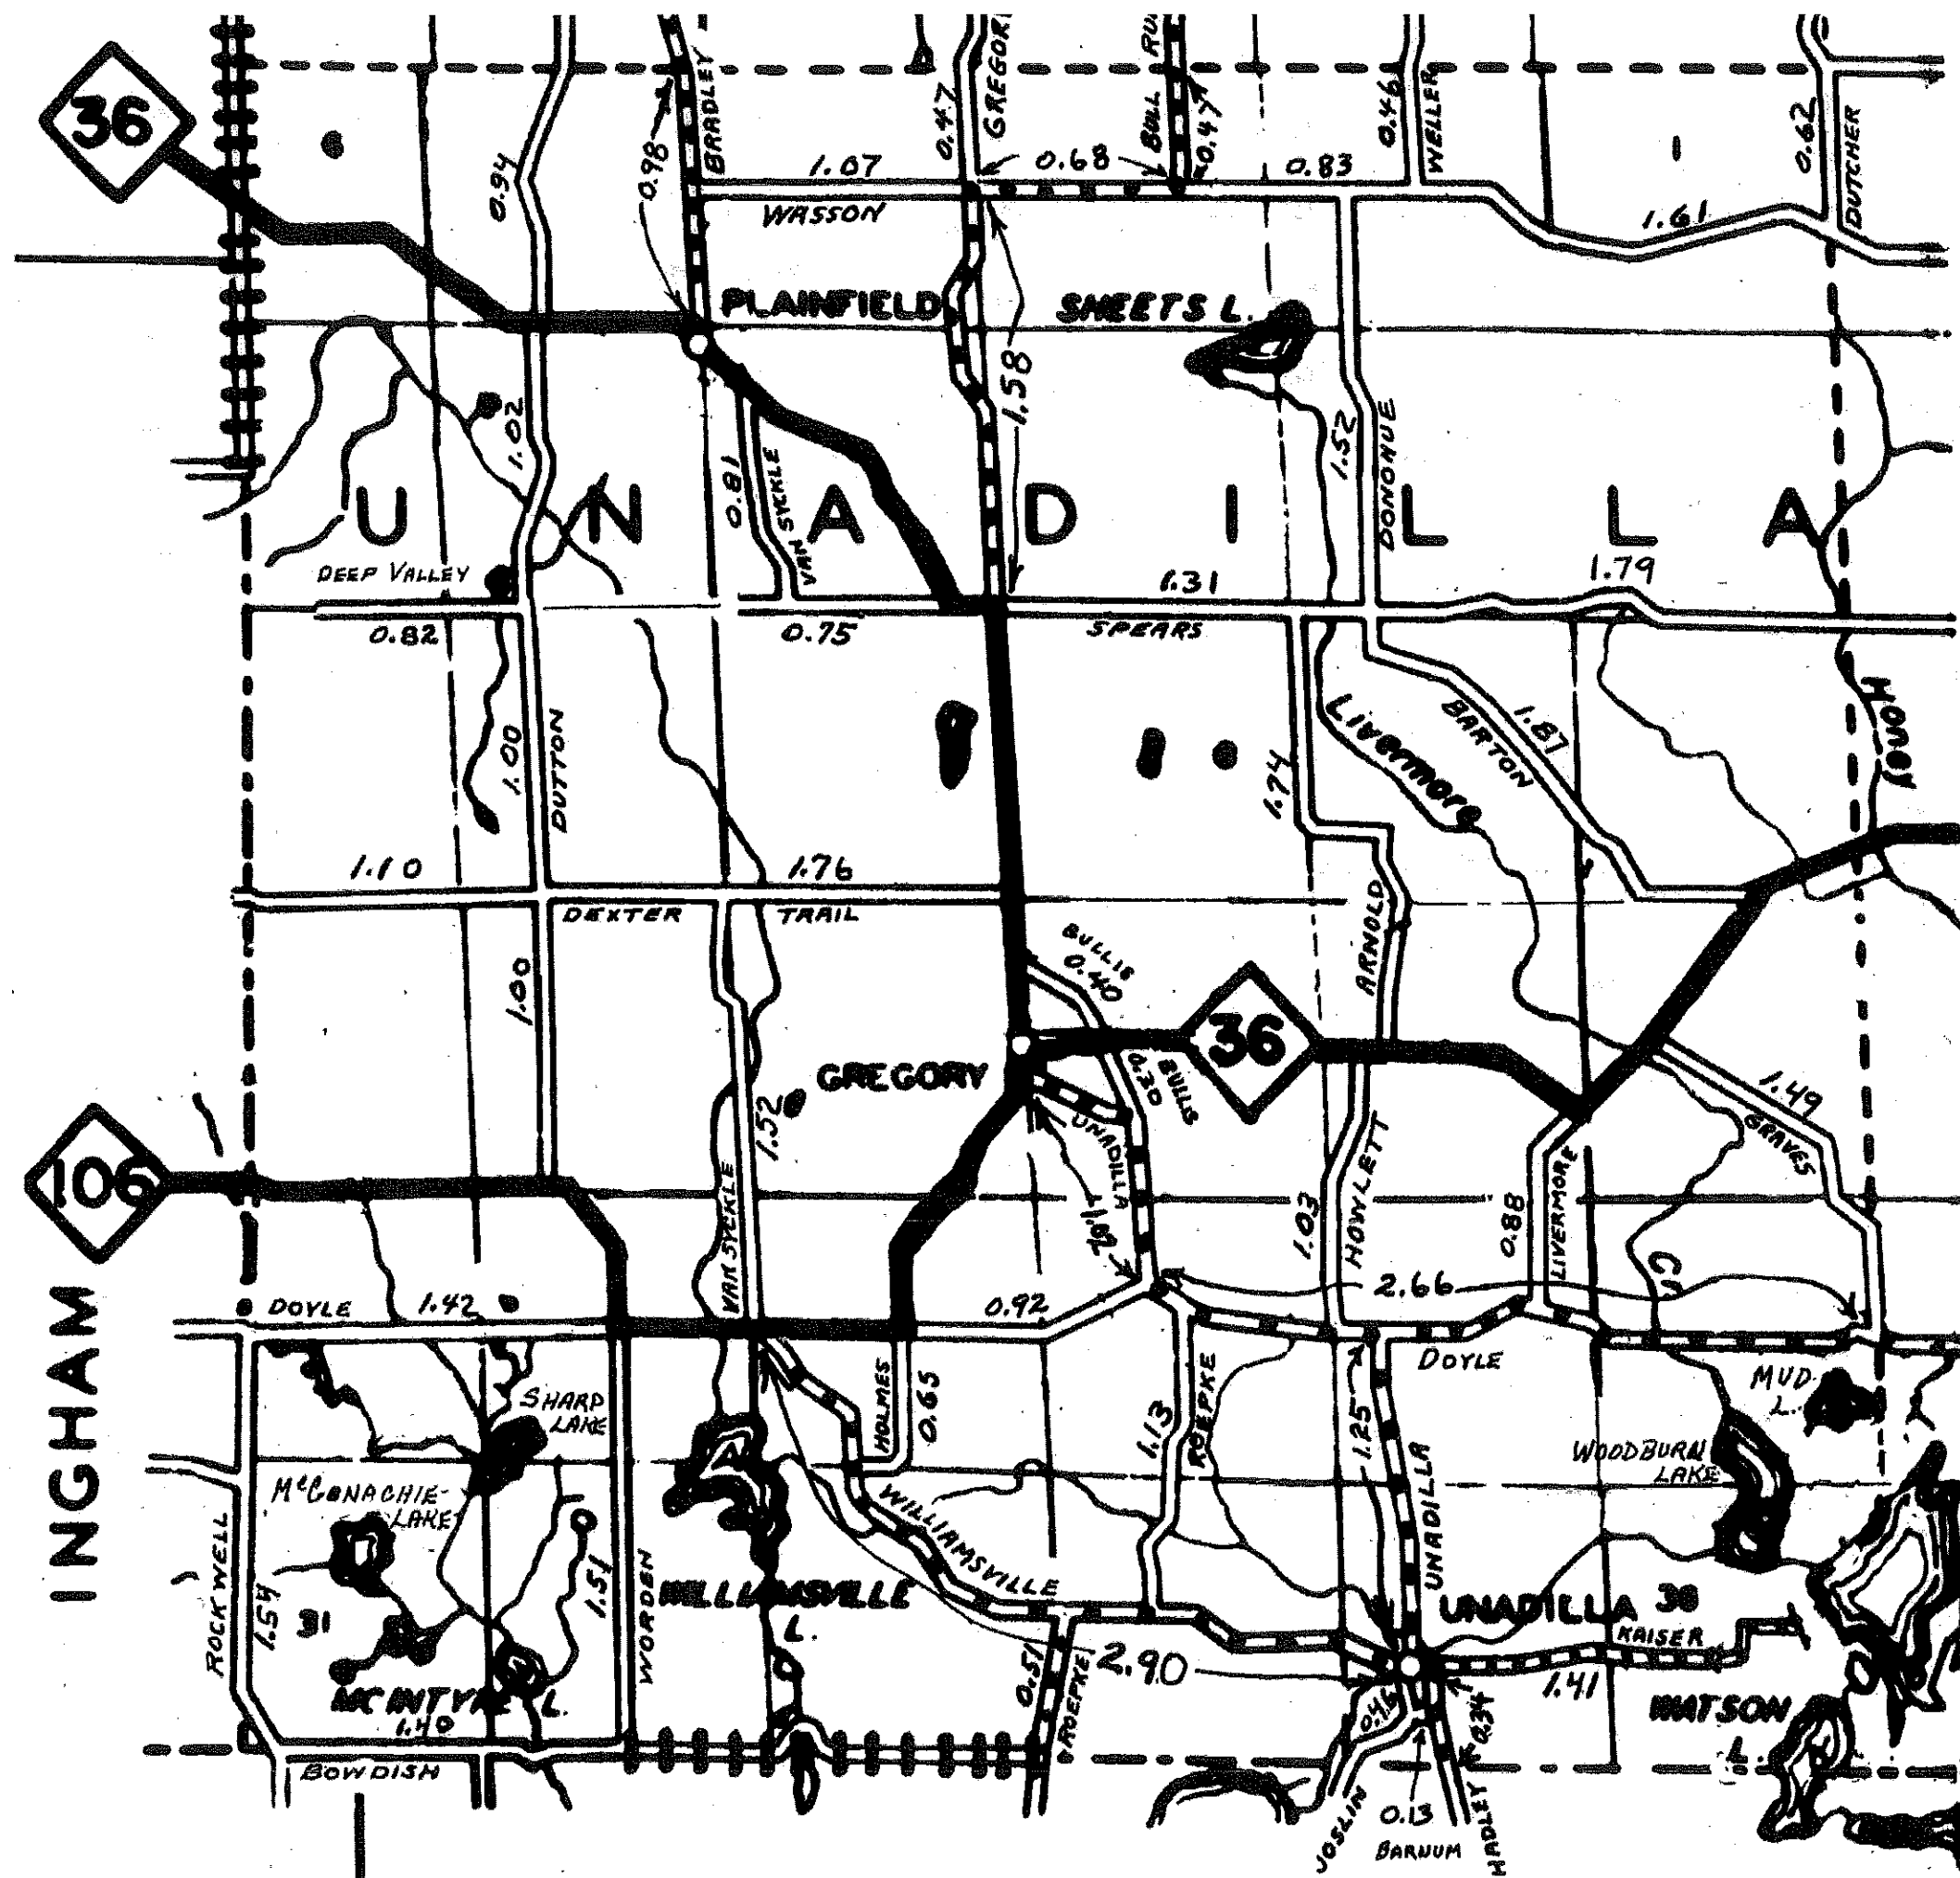 36
BRADLEY
GREGOR
BULL RU
WELLER
DUTCHER
0.94
0.98
0.47
0.47
0.46
0.62
1.07
0.68
0.83
WASSON
1.61
PLAINFIELD
SHEETS L.
1.58
1.02
0.81
VAN SYCKLE
1.52
DONOHUE
U N A D I L L A
DEEP VALLEY
0.82
0.75
1.31
SPEARS
1.79
1.00
DUTTON
1.74
Livermore
BARTON
1.87
Honey
1.10
1.76
DEXTER TRAIL
1.00
BULLIS
0.40
ARNOLD
36
GREGORY
0.30
BULLIS
UNADILLA
1.49
GRAVES
1.52
VAN SYCKLE
106
1.03
HOWLETT
0.88
LIVERMORE
Cr.
INGHAM
DOYLE
1.42
0.92
2.66
DOYLE
MUD
L.
SHARP
LAKE
HOLMES
0.65
1.13
ROEPKE
1.25
UNADILLA
WOODBURN
LAKE
McCONACHIE
LAKE
WILLIAMSVILLE
ROCKWELL
1.54
31
1.51
WORDEN
WILLIAMSVILLE
L.
UNADILLA 36
KAISER
MCINTYRE L.
0.51
ROEPKE
2.90
1.41
WATSON
L.
1.40
BOWDISH
0.46
0.34
JOSLIN
0.13
BARNUM
HADLEY